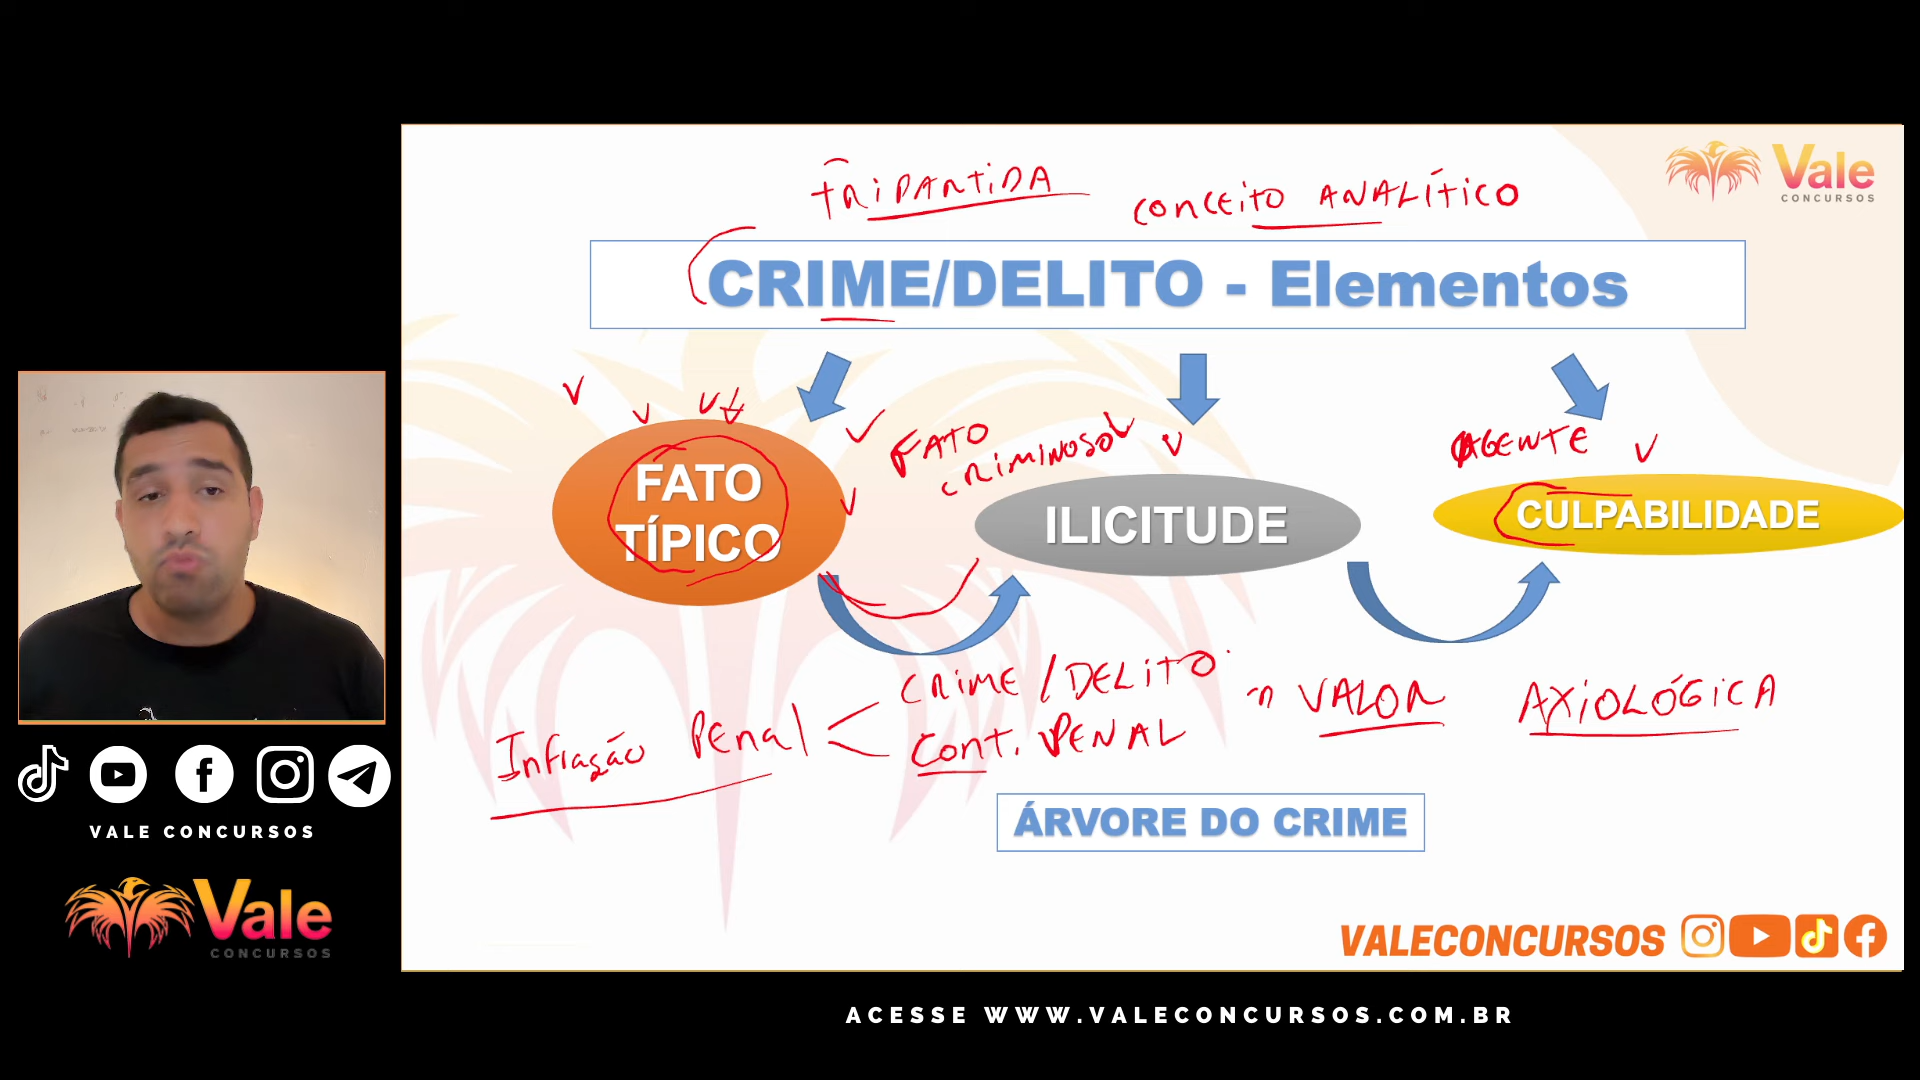 TRIPARTIDA
CONCEITO ANALÍTICO
Vale
CONCURSOS
CRIME/DELITO - Elementos
FATO
CRIMINOSO
AGENTE
FATO
TÍPICO
ILICITUDE
CULPABILIDADE
CRIME/DELITO
VALOR
AXIOLÓGICA
Infração Penal
CONT. PENAL
ÁRVORE DO CRIME
VALE CONCURSOS
Vale
CONCURSOS
VALECONCURSOS
ACESSE WWW.VALECONCURSOS.COM.BR